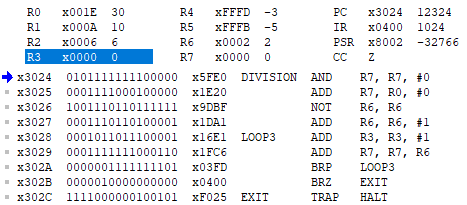 R0 x001E 30 R4 xFFFD -3 PC x3024 12324
R1 x000A 10 R5 xFFFB -5 IR x0400 1024
R2 x0006 6 R6 x0002 2 PSR x8002 -32766
R3 x0000 0 R7 x0000 0 CC Z
x3024 0101111111100000 x5FE0 DIVISION AND R7, R7, #0
x3025 0001111000100000 x1E20 ADD R7, R0, #0
x3026 1001110110111111 x9DBF NOT R6, R6
x3027 0001110110100001 x1DA1 ADD R6, R6, #1
x3028 0001011011100001 x16E1 LOOP3 ADD R3, R3, #1
x3029 0001111111000110 x1FC6 ADD R7, R7, R6
x302A 0000001111111101 x03FD BRP LOOP3
x302B 0000010000000000 x0400 BRZ EXIT
x302C 1111000000100101 xF025 EXIT TRAP HALT